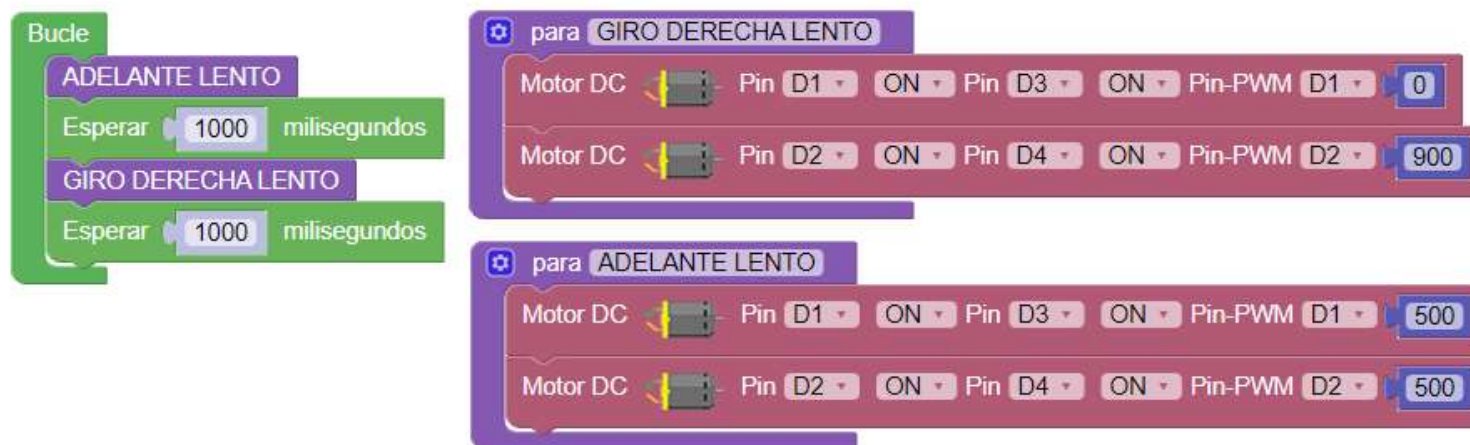 Bucle
ADELANTE LENTO
Esperar 1000 milisegundos
GIRO DERECHA LENTO
Esperar 1000 milisegundos
para GIRO DERECHA LENTO
Motor DC Pin D1 ON Pin D3 ON Pin-PWM D1 0
Motor DC Pin D2 ON Pin D4 ON Pin-PWM D2 900
para ADELANTE LENTO
Motor DC Pin D1 ON Pin D3 ON Pin-PWM D1 500
Motor DC Pin D2 ON Pin D4 ON Pin-PWM D2 500